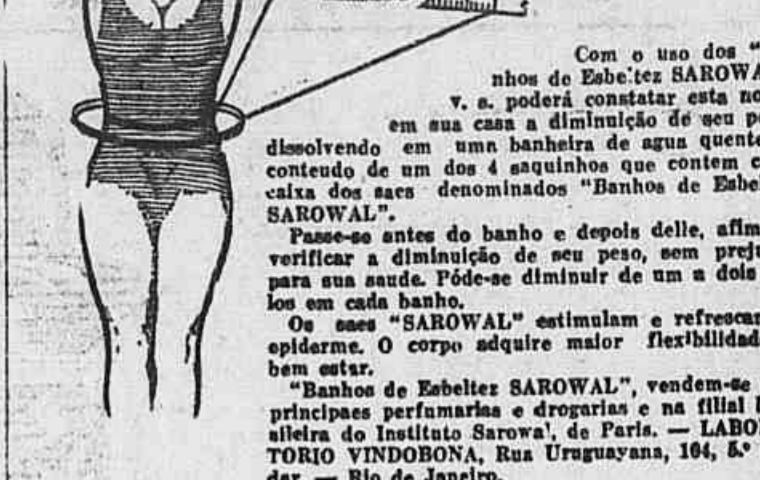 Com o uso dos "
nhos de Esbeltez SAROWA
v. s. poderá constatar esta no
em sua casa a diminuição de seu p
dissolvendo em uma banheira de agua quente
conteudo de um dos 4 saquinhos que contem c
caixa dos saes denominados "Banhos de Esbel
SAROWAL".
Passe-se antes do banho e depois delle, afim
verificar a diminuição de seu peso, sem prej
para sua saude. Póde-se diminuir de um a dois
los em cada banho.
Os saes "SAROWAL" estimulam e refrescar
epiderme. O corpo adquire maior flexibilidad
bem estar.
"Banhos de Esbeltez SAROWAL", vendem-se
principaes perfumarias e drogarias e na filial
sileira do Instituto Sarowal, de Paris. — LABO
TORIO VINDOBONA, Rua Uruguayana, 104, 5.º
dar — Rio de Janeiro.